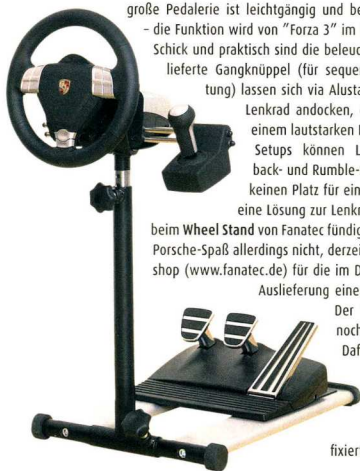 große Pedalerie ist leichtgängig und be
– die Funktion wird von "Forza 3" im
Schick und praktisch sind die beleuc
lieferte Gangknüppel (für sequer
tung) lassen sich via Alusta
Lenkrad andocken,
einem lautstarken
Setups können L
back- und Rumble-
keinen Platz für ein
eine Lösung zur Lenkr
beim Wheel Stand von Fanatec fündig
Porsche-Spaß allerdings nicht, derzei
shop (www.fanatec.de) für die im D
Auslieferung eine
Der
noch
Daf
fixier